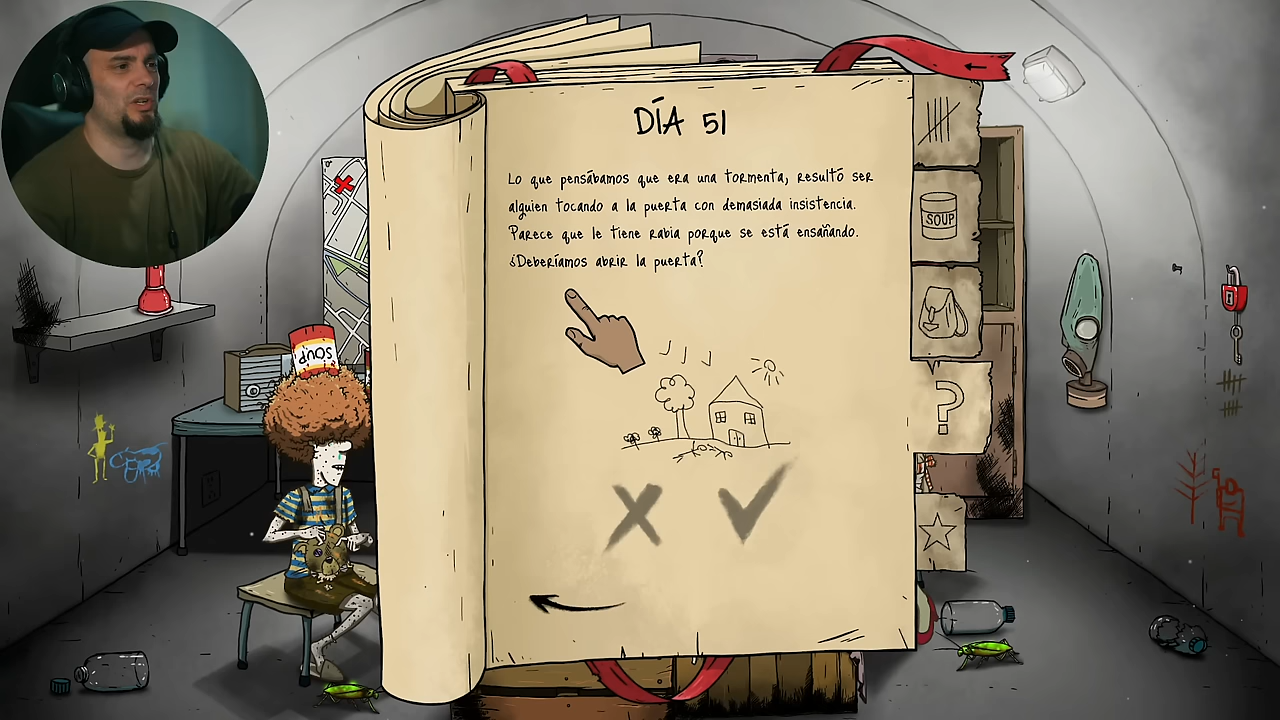 DÍA 51
Lo que pensábamos que era una tormenta, resultó ser
alguien tocando a la puerta con demasiada insistencia.
Parece que le tiene rabia porque se está ensañando.
¿Deberíamos abrir la puerta?
SOUP
SOUP